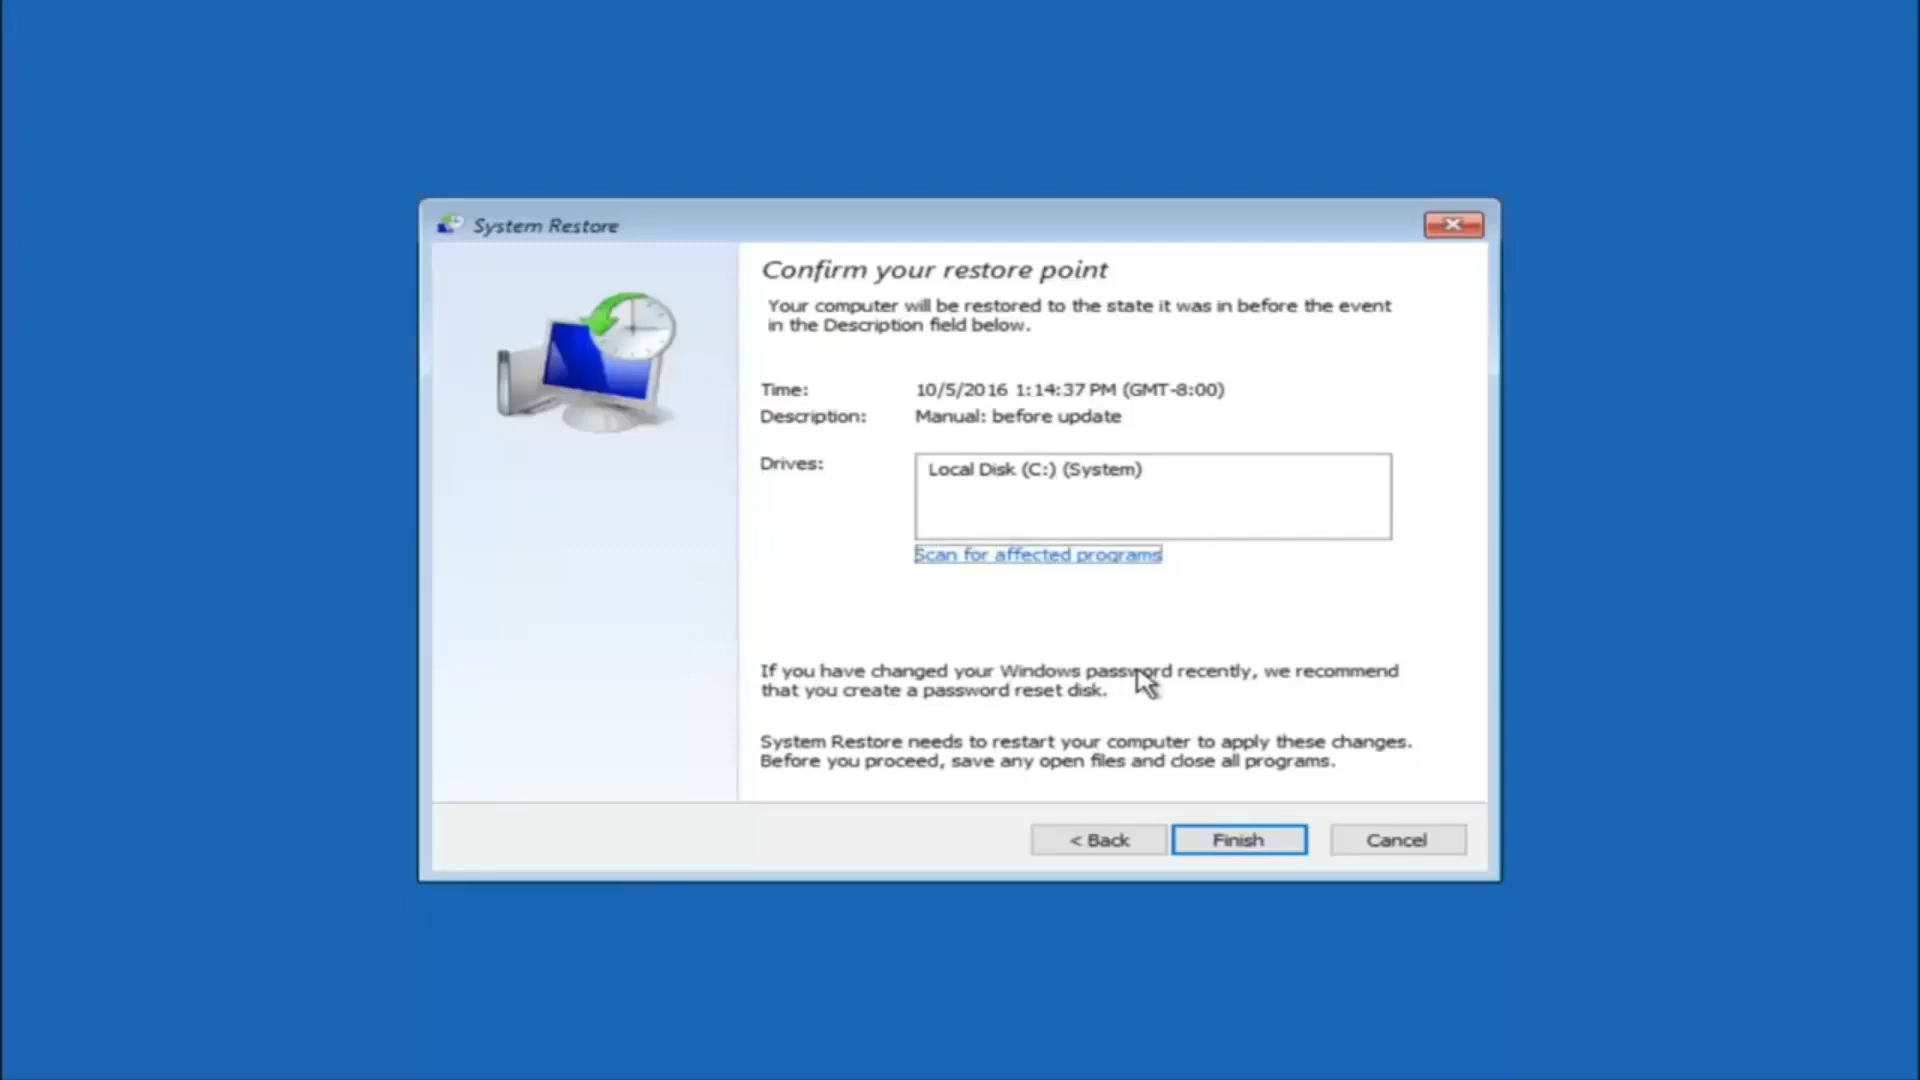 System Restore
Confirm your restore point
Your computer will be restored to the state it was in before the event
in the Description field below.
Time: 10/5/2016 1:14:37 PM (GMT-8:00)
Description: Manual: before update
Drives: Local Disk (C:) (System)
Scan for affected programs
If you have changed your Windows password recently, we recommend
that you create a password reset disk.
System Restore needs to restart your computer to apply these changes.
Before you proceed, save any open files and close all programs.
< Back Finish Cancel